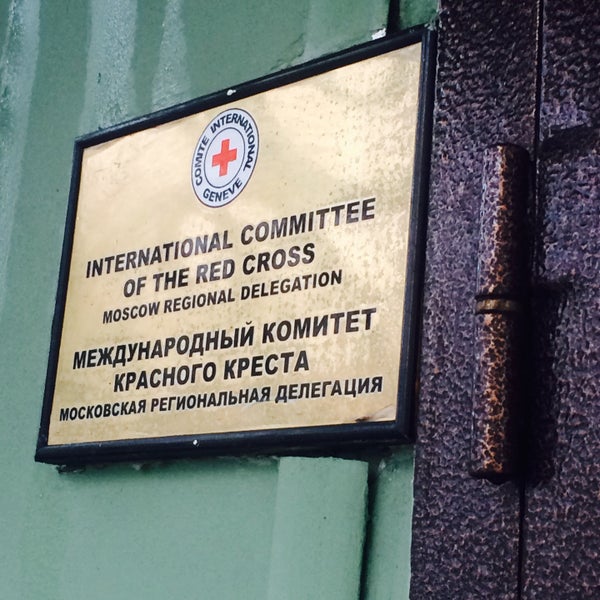 COMITE INTERNATIONAL
GENEVE
INTERNATIONAL COMMITTEE
OF THE RED CROSS
MOSCOW REGIONAL DELEGATION
МЕЖДУНАРОДНЫЙ КОМИТЕТ
КРАСНОГО КРЕСТА
МОСКОВСКАЯ РЕГИОНАЛЬНАЯ ДЕЛЕГАЦИЯ